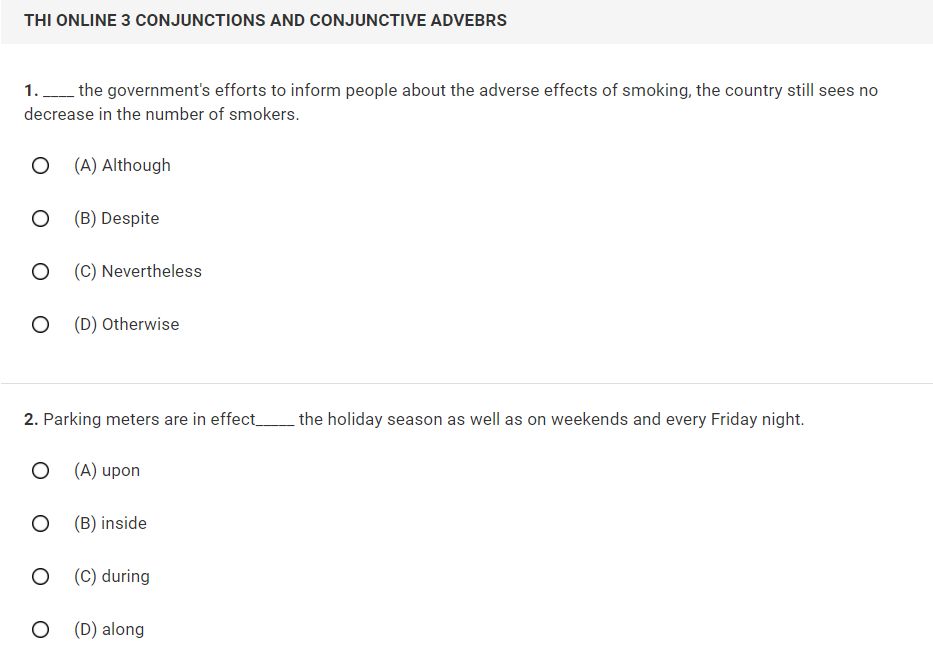 THI ONLINE 3 CONJUNCTIONS AND CONJUNCTIVE ADVEBRS
1. ____ the government's efforts to inform people about the adverse effects of smoking, the country still sees no
decrease in the number of smokers.
(A) Although
(B) Despite
(C) Nevertheless
(D) Otherwise
2. Parking meters are in effect_____ the holiday season as well as on weekends and every Friday night.
(A) upon
(B) inside
(C) during
(D) along